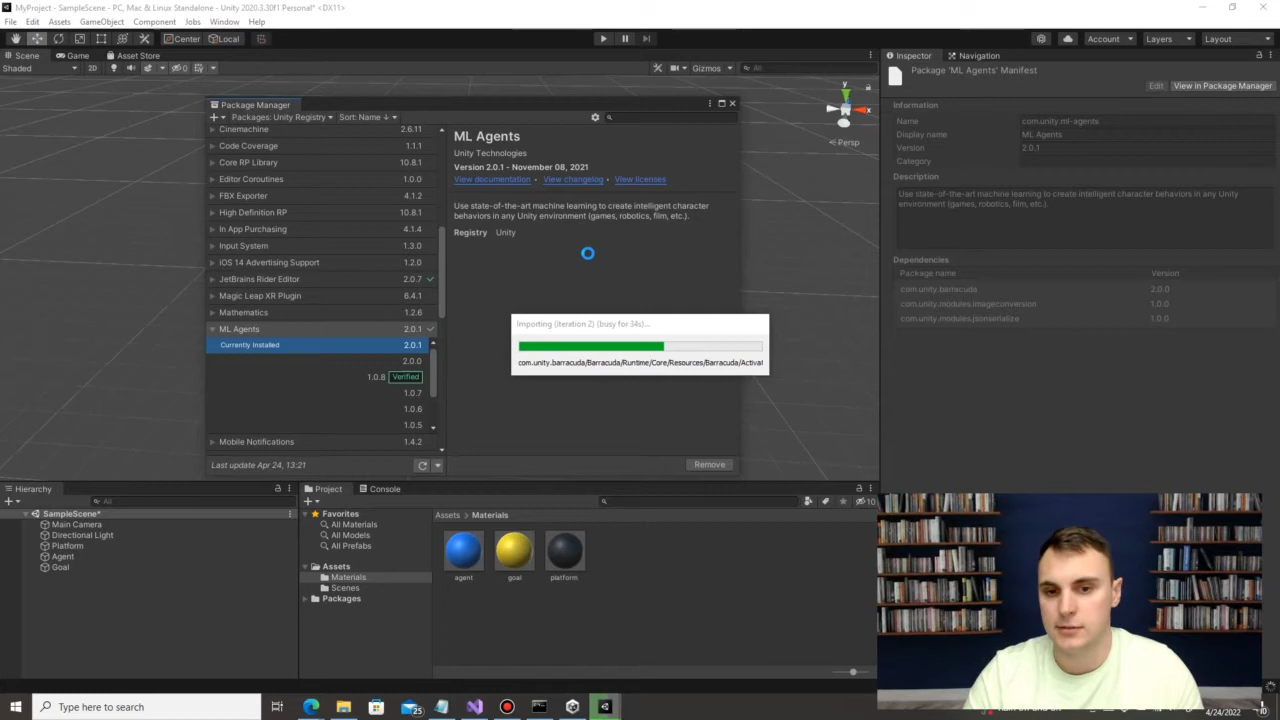 MyProject - SampleScene - PC, Mac & Linux Standalone - Unity 2020.3.30f1 Personal* <DX11>
File Edit Assets GameObject Component Jobs Window Help
Center Local
Account Layers Layout
Scene Game Asset Store
Shaded 2D 0 Gizmos All
Persp
y
x
Package Manager
Packages: Unity Registry Sort: Name ↓
Cinemachine 2.6.11
Code Coverage 1.1.1
Core RP Library 10.8.1
Editor Coroutines 1.0.0
FBX Exporter 4.1.2
High Definition RP 10.8.1
In App Purchasing 4.1.4
Input System 1.3.0
iOS 14 Advertising Support 1.2.0
JetBrains Rider Editor 2.0.7
Magic Leap XR Plugin 6.4.1
Mathematics 1.2.6
ML Agents 2.0.1
Currently Installed 2.0.1
2.0.0
1.0.8 Verified
1.0.7
1.0.6
1.0.5
Mobile Notifications 1.4.2
Last update Apr 24, 13:21
ML Agents
Unity Technologies
Version 2.0.1 - November 08, 2021
View documentation • View changelog • View licenses
Use state-of-the-art machine learning to create intelligent character
behaviors in any Unity environment (games, robotics, film, etc.).
Registry Unity
Remove
Importing (iteration 2) (busy for 34s)...
com.unity.barracuda/Barracuda/Runtime/Core/Resources/Barracuda/Activat
Inspector Navigation
Package 'ML Agents' Manifest
Edit View in Package Manager
Information
Name com.unity.ml-agents
Display name ML Agents
Version 2.0.1
Category
Description
Use state-of-the-art machine learning to create intelligent character behaviors in any Unity
environment (games, robotics, film, etc.).
Dependencies
Package name Version
com.unity.barracuda 2.0.0
com.unity.modules.imageconversion 1.0.0
com.unity.modules.jsonserialize 1.0.0
Hierarchy
All
SampleScene*
Main Camera
Directional Light
Platform
Agent
Goal
Project Console
10
Favorites
All Materials
All Models
All Prefabs
Assets
Materials
Scenes
Packages
Assets > Materials
agent goal platform
Type here to search
25
4/24/2022